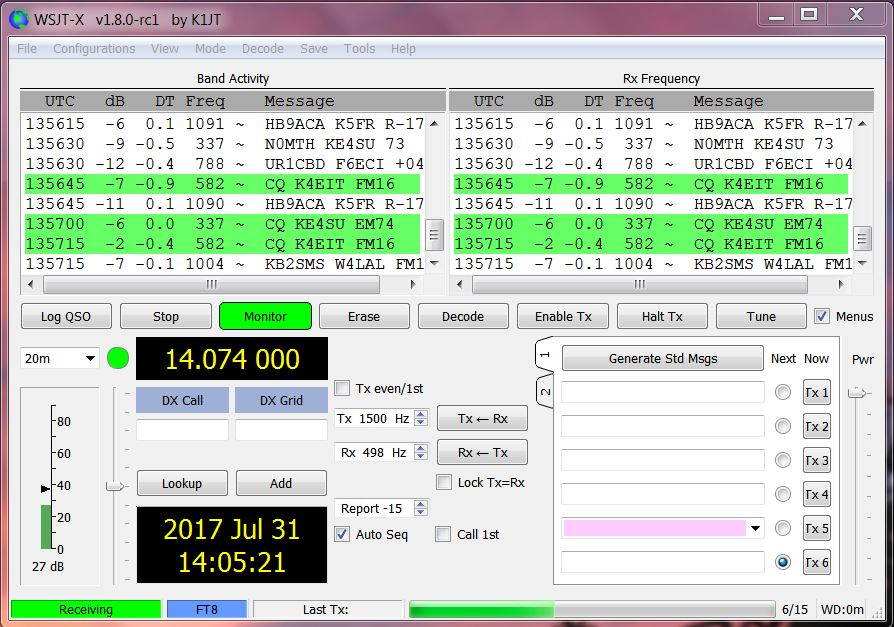 WSJT-X v1.8.0-rc1 by K1JT
File Configurations View Mode Decode Save Tools Help
Band Activity
UTC dB DT Freq Message
135615 -6 0.1 1091 ~ HB9ACA K5FR R-17
135630 -9 -0.5 337 ~ N0MTH KE4SU 73
135630 -12 -0.4 788 ~ UR1CBD F6ECI +04
135645 -7 -0.9 582 ~ CQ K4EIT FM16
135645 -11 0.1 1090 ~ HB9ACA K5FR R-17
135700 -6 0.0 337 ~ CQ KE4SU EM74
135715 -2 -0.4 582 ~ CQ K4EIT FM16
135715 -7 -0.1 1004 ~ KB2SMS W4LAL FM1
Rx Frequency
UTC dB DT Freq Message
135615 -6 0.1 1091 ~ HB9ACA K5FR R-17
135630 -9 -0.5 337 ~ N0MTH KE4SU 73
135630 -12 -0.4 788 ~ UR1CBD F6ECI +04
135645 -7 -0.9 582 ~ CQ K4EIT FM16
135645 -11 0.1 1090 ~ HB9ACA K5FR R-17
135700 -6 0.0 337 ~ CQ KE4SU EM74
135715 -2 -0.4 582 ~ CQ K4EIT FM16
135715 -7 -0.1 1004 ~ KB2SMS W4LAL FM1
Log QSO Stop Monitor Erase Decode Enable Tx Halt Tx Tune Menus
20m
14.074 000
DX Call DX Grid
Lookup Add
2017 Jul 31
14:05:21
80
60
40
20
0
27 dB
Tx even/1st
Tx 1500 Hz Tx ← Rx
Rx 498 Hz Rx ← Tx
Lock Tx=Rx
Report -15
Auto Seq Call 1st
1
2
Generate Std Msgs Next Now Pwr
Tx 1
Tx 2
Tx 3
Tx 4
Tx 5
Tx 6
Receiving FT8 Last Tx: 6/15 WD:0m